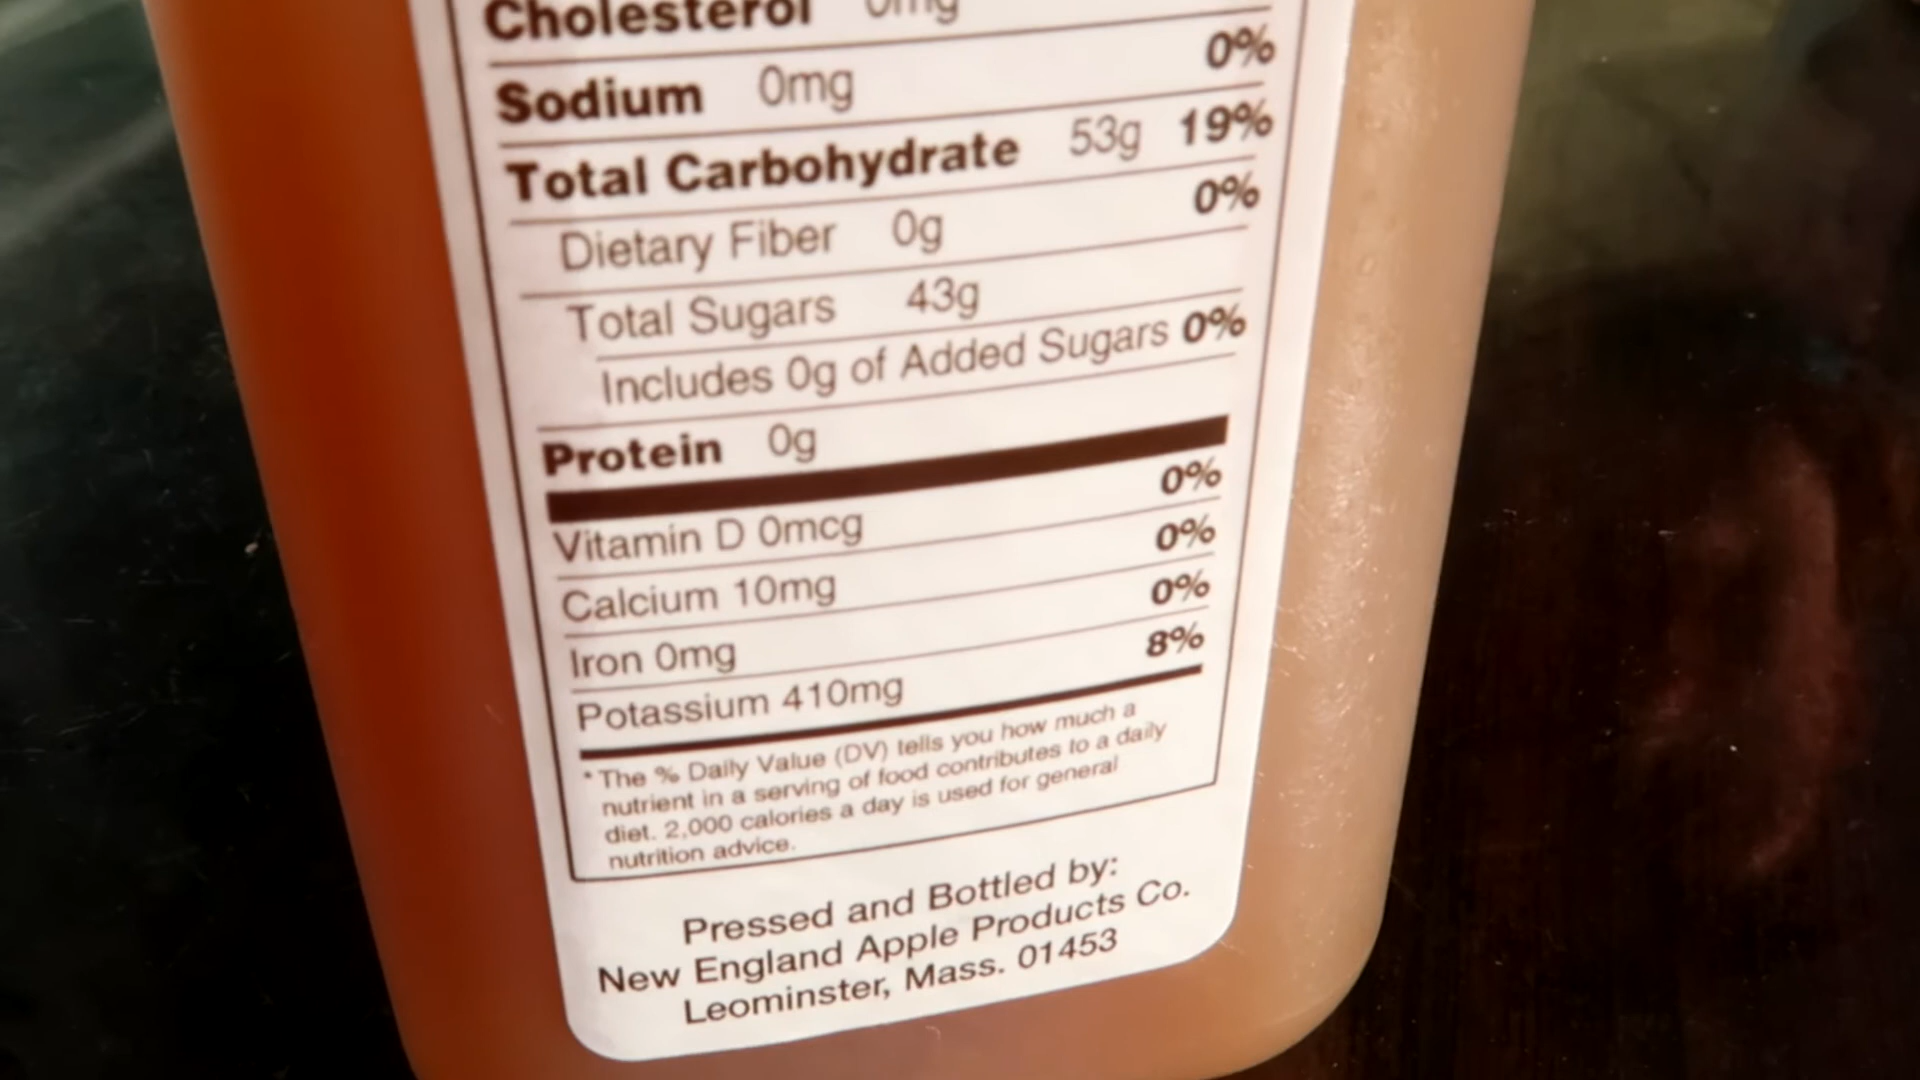 Cholesterol 0mg 0%
Sodium 0mg 0%
Total Carbohydrate 53g 19%
Dietary Fiber 0g 0%
Total Sugars 43g
Includes 0g of Added Sugars 0%
Protein 0g
Vitamin D 0mcg 0%
Calcium 10mg 0%
Iron 0mg 0%
Potassium 410mg 8%
* The % Daily Value (DV) tells you how much a
nutrient in a serving of food contributes to a daily
diet. 2,000 calories a day is used for general
nutrition advice.
Pressed and Bottled by:
New England Apple Products Co.
Leominster, Mass. 01453